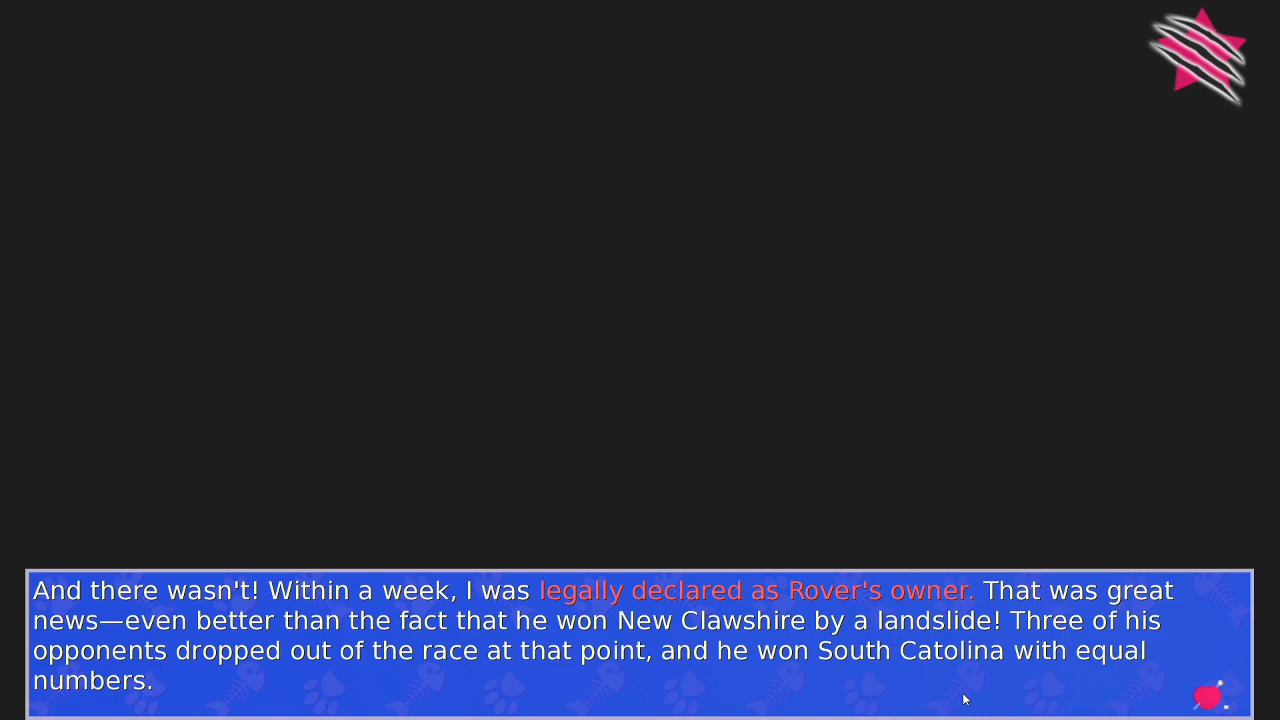 And there wasn't! Within a week, I was legally declared as Rover's owner. That was great
news—even better than the fact that he won New Clawshire by a landslide! Three of his
opponents dropped out of the race at that point, and he won South Catolina with equal
numbers.